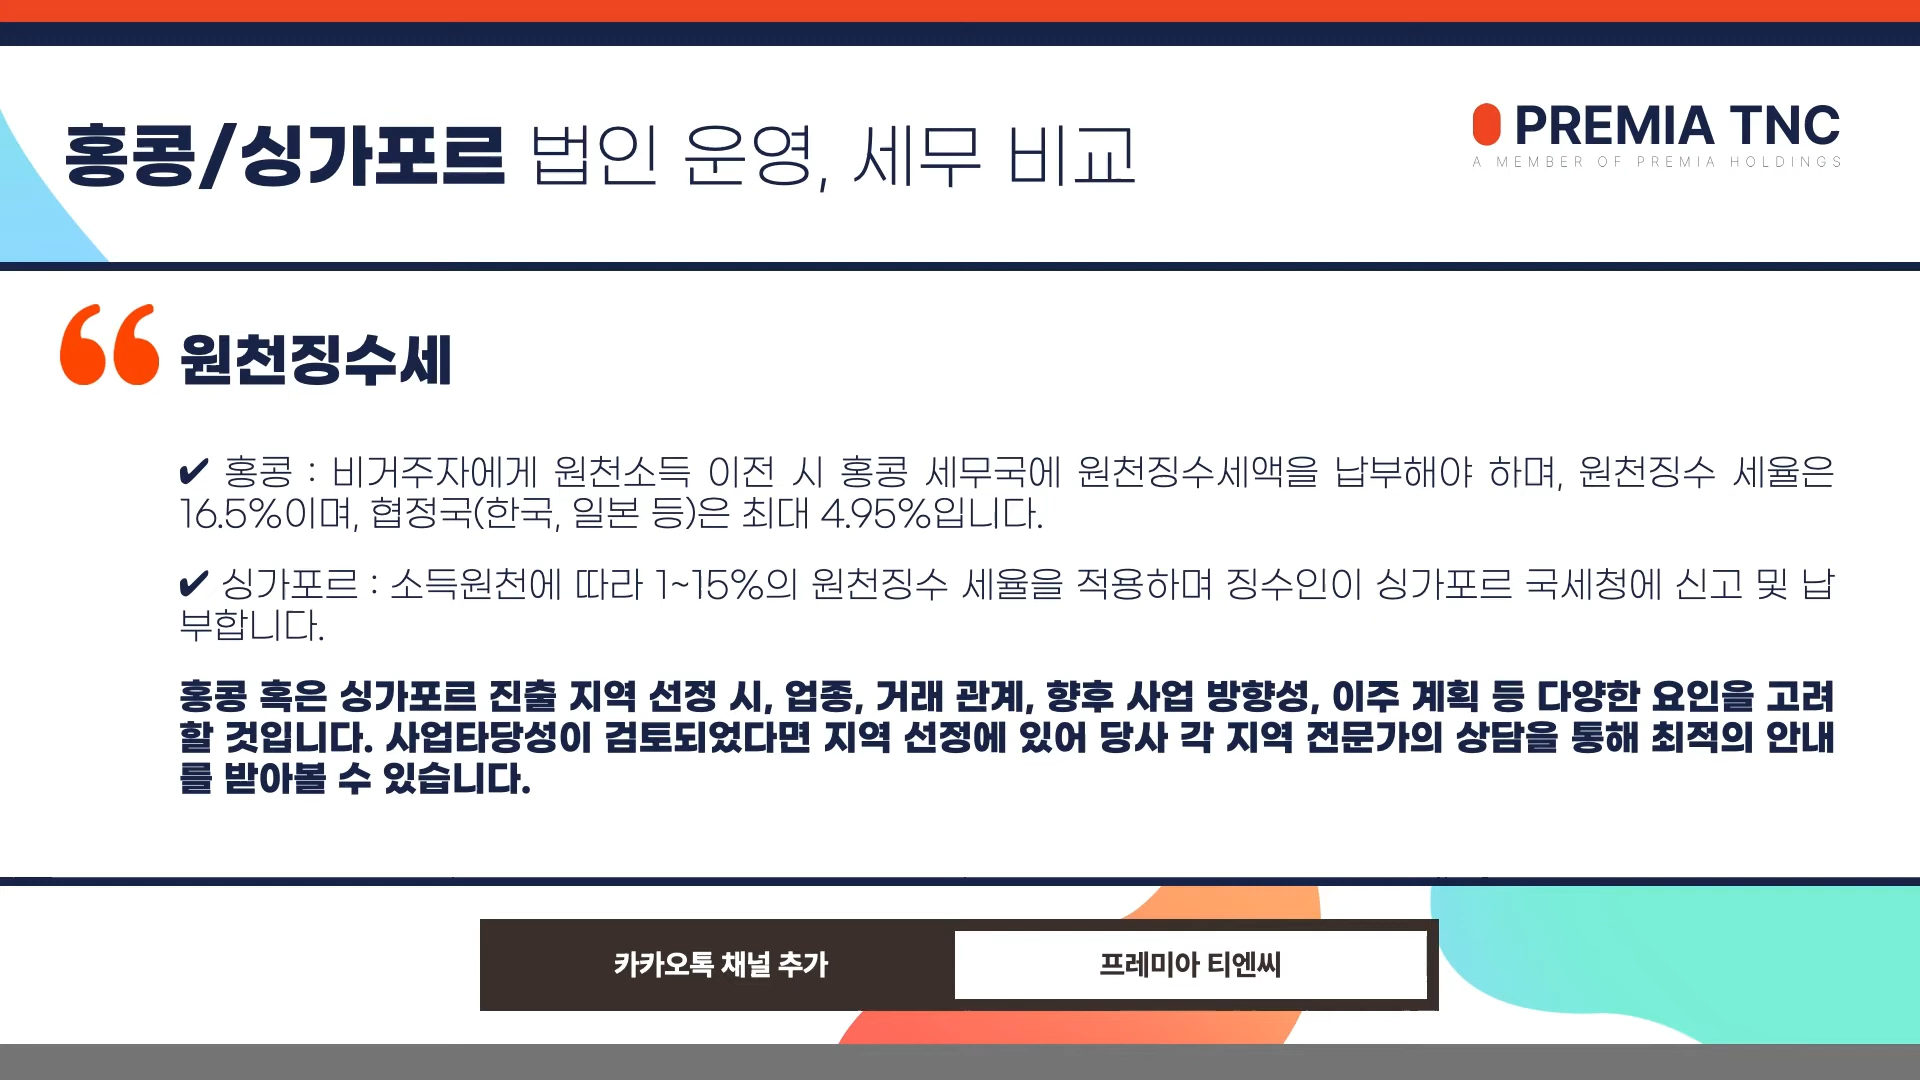 홍콩/싱가포르 법인 운영, 세무 비교
PREMIA TNC
A MEMBER OF PREMIA HOLDINGS
원천징수세
✔ 홍콩 : 비거주자에게 원천소득 이전 시 홍콩 세무국에 원천징수세액을 납부해야 하며, 원천징수 세율은
16.5%이며, 협정국(한국, 일본 등)은 최대 4.95%입니다.
✔ 싱가포르 : 소득원천에 따라 1~15%의 원천징수 세율을 적용하며 징수인이 싱가포르 국세청에 신고 및 납
부합니다.
홍콩 혹은 싱가포르 진출 지역 선정 시, 업종, 거래 관계, 향후 사업 방향성, 이주 계획 등 다양한 요인을 고려
할 것입니다. 사업타당성이 검토되었다면 지역 선정에 있어 당사 각 지역 전문가의 상담을 통해 최적의 안내
를 받아볼 수 있습니다.
카카오톡 채널 추가
프레미아 티엔씨